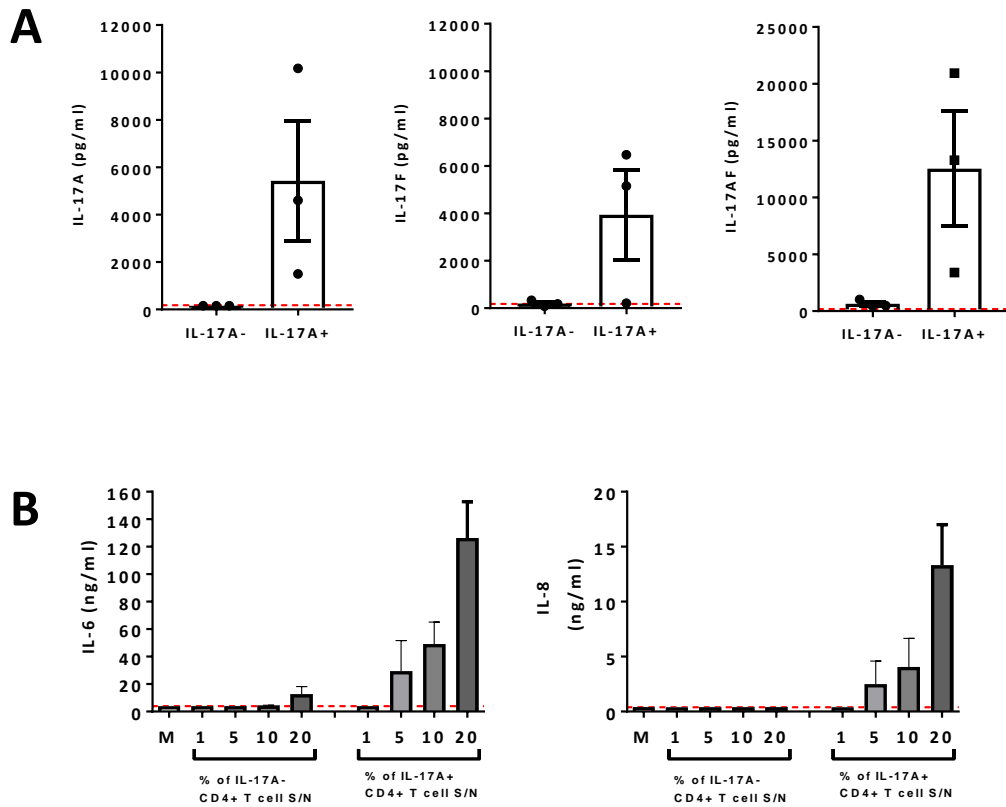 A
IL-17A (pg/ml)
12000
10000
8000
6000
4000
2000
0
IL-17A-
IL-17A+
IL-17F (pg/ml)
12000
10000
8000
6000
4000
2000
0
IL-17A-
IL-17A+
IL-17AF (pg/ml)
25000
20000
15000
10000
5000
0
IL-17A-
IL-17A+
B
IL-6 (ng/ml)
160
140
120
100
80
60
40
20
0
M 1 5 10 20 1 5 10 20
% of IL-17A-
CD4+ T cell S/N
% of IL-17A+
CD4+ T cell S/N
IL-8
(ng/ml)
20
15
10
5
0
M 1 5 10 20 1 5 10 20
% of IL-17A-
CD4+ T cell S/N
% of IL-17A+
CD4+ T cell S/N